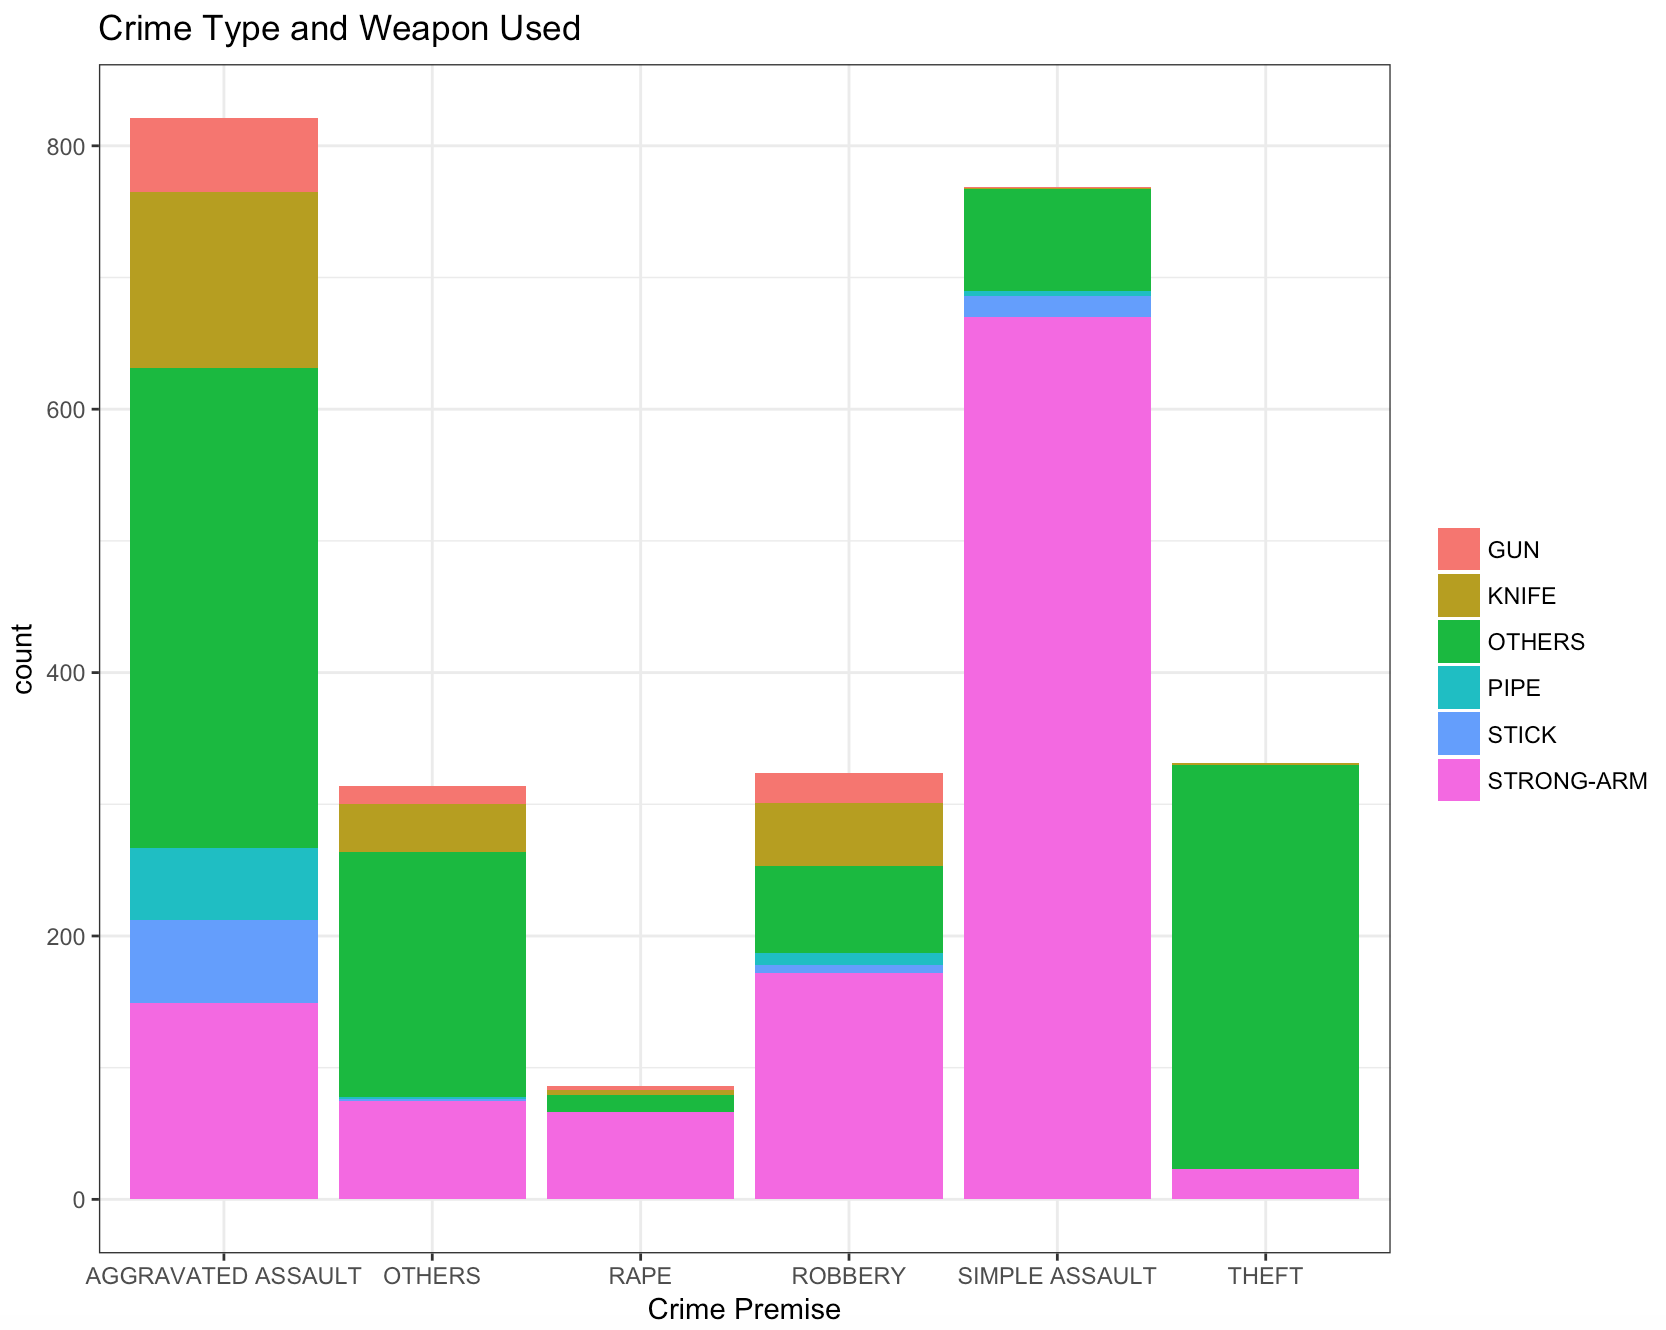 Crime Type and Weapon Used
800
600
400
200
0
count
AGGRAVATED ASSAULT OTHERS RAPE ROBBERY SIMPLE ASSAULT THEFT
Crime Premise
GUN
KNIFE
OTHERS
PIPE
STICK
STRONG-ARM